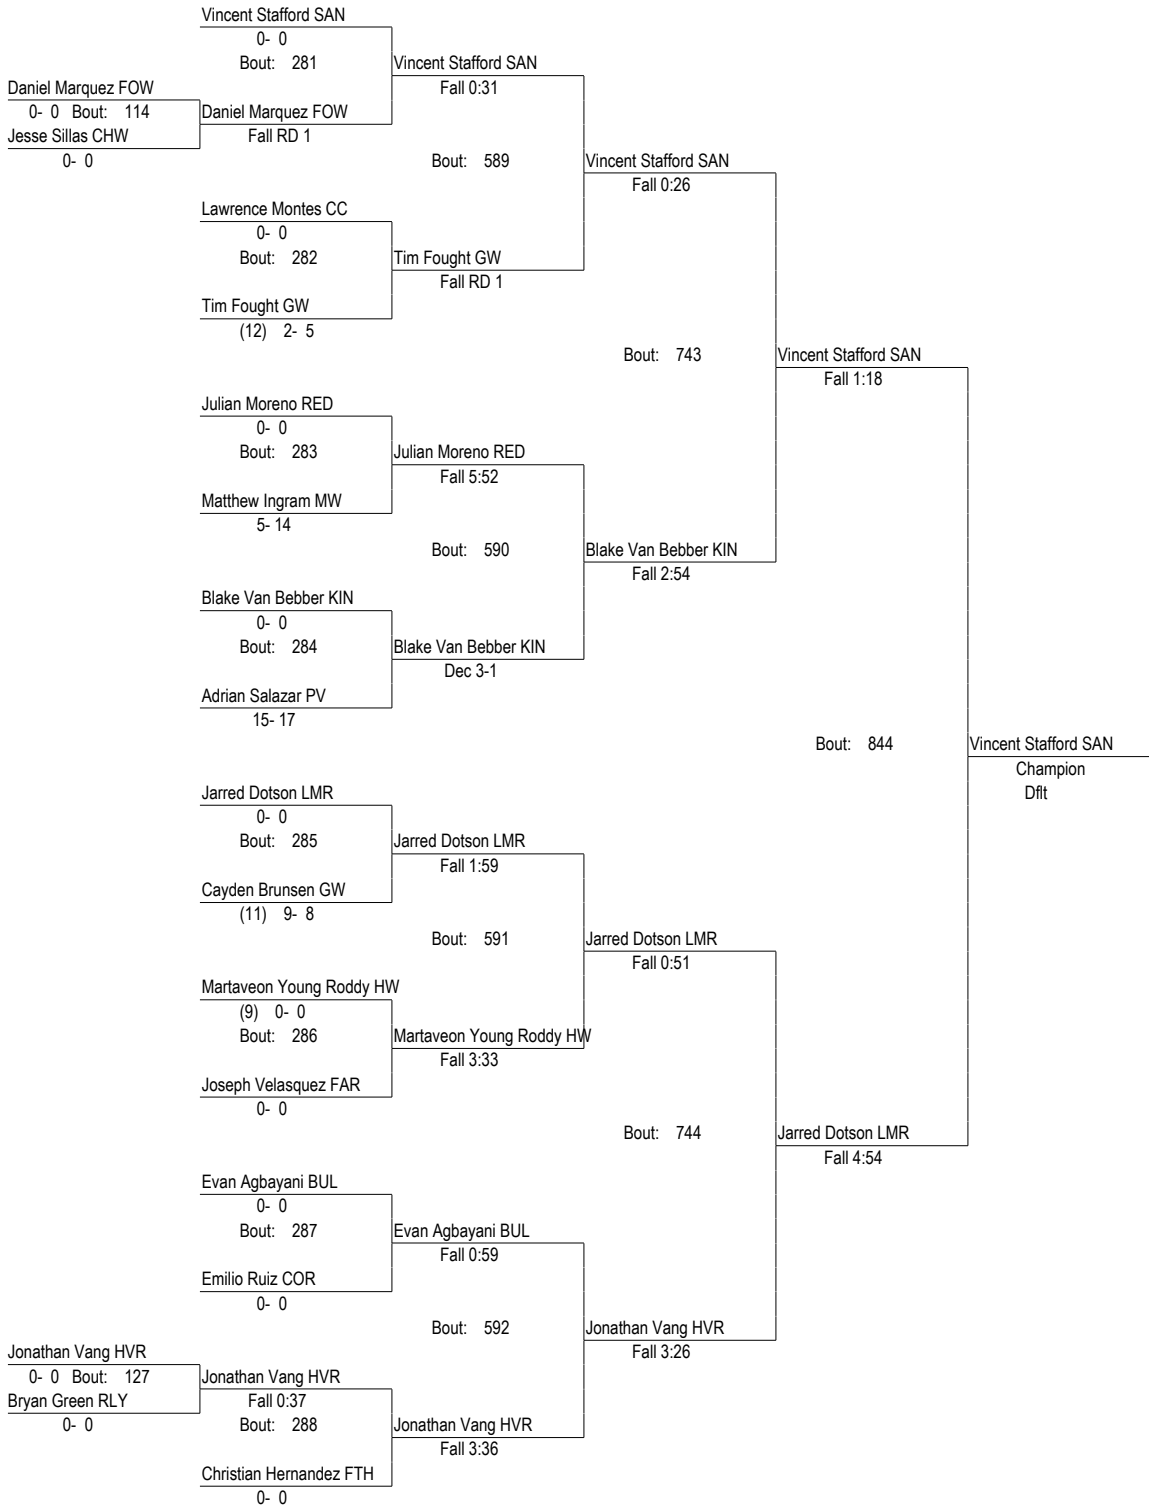 Vincent Stafford SAN
0- 0
Bout: 281
Vincent Stafford SAN
Fall 0:31
Daniel Marquez FOW
0- 0 Bout: 114
Daniel Marquez FOW
Jesse Sillas CHW
Fall RD 1
0- 0
Bout: 589
Vincent Stafford SAN
Fall 0:26
Lawrence Montes CC
0- 0
Bout: 282
Tim Fought GW
Fall RD 1
Tim Fought GW
(12) 2- 5
Bout: 743
Vincent Stafford SAN
Fall 1:18
Julian Moreno RED
0- 0
Bout: 283
Julian Moreno RED
Fall 5:52
Matthew Ingram MW
5- 14
Bout: 590
Blake Van Bebber KIN
Fall 2:54
Blake Van Bebber KIN
0- 0
Bout: 284
Blake Van Bebber KIN
Dec 3-1
Adrian Salazar PV
15- 17
Bout: 844
Vincent Stafford SAN
Champion
Dflt
Jarred Dotson LMR
0- 0
Bout: 285
Jarred Dotson LMR
Fall 1:59
Cayden Brunsen GW
(11) 9- 8
Bout: 591
Jarred Dotson LMR
Fall 0:51
Martaveon Young Roddy HW
(9) 0- 0
Bout: 286
Martaveon Young Roddy HW
Fall 3:33
Joseph Velasquez FAR
0- 0
Bout: 744
Jarred Dotson LMR
Fall 4:54
Evan Agbayani BUL
0- 0
Bout: 287
Evan Agbayani BUL
Fall 0:59
Emilio Ruiz COR
0- 0
Bout: 592
Jonathan Vang HVR
Fall 3:26
Jonathan Vang HVR
0- 0 Bout: 127
Jonathan Vang HVR
Bryan Green RLY
Fall 0:37
0- 0
Bout: 288
Jonathan Vang HVR
Fall 3:36
Christian Hernandez FTH
0- 0